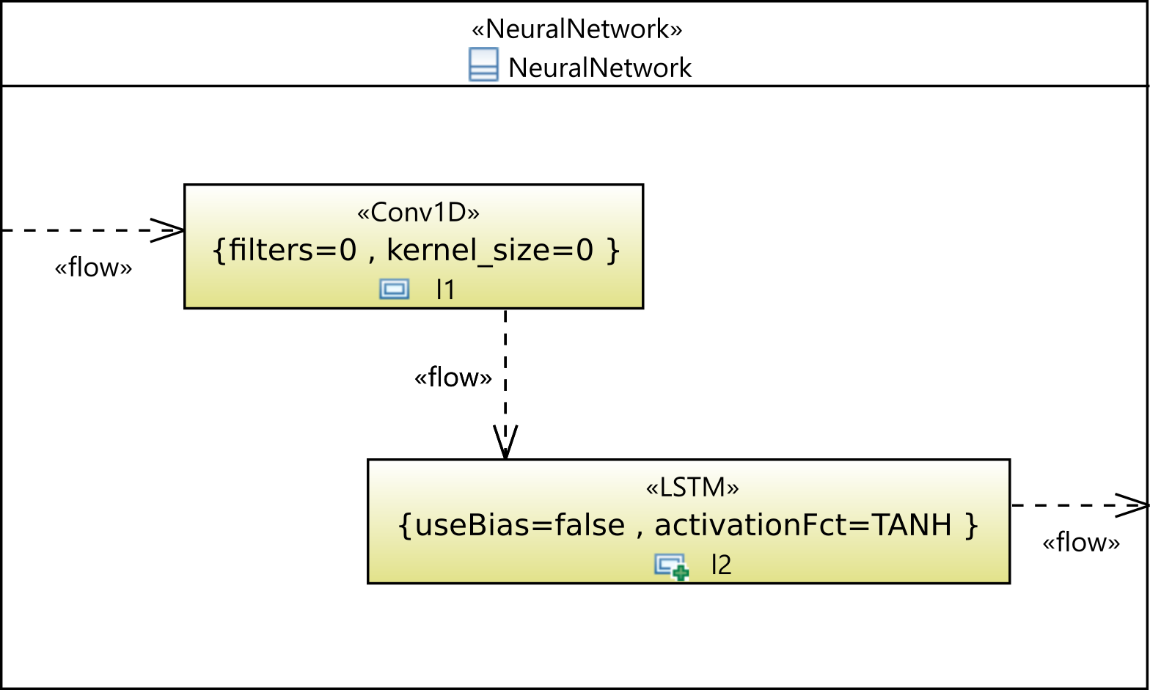 «NeuralNetwork»
NeuralNetwork
«Conv1D»
{filters=0 , kernel_size=0 }
«flow»
l1
«flow»
«LSTM»
{useBias=false , activationFct=TANH }
«flow»
l2